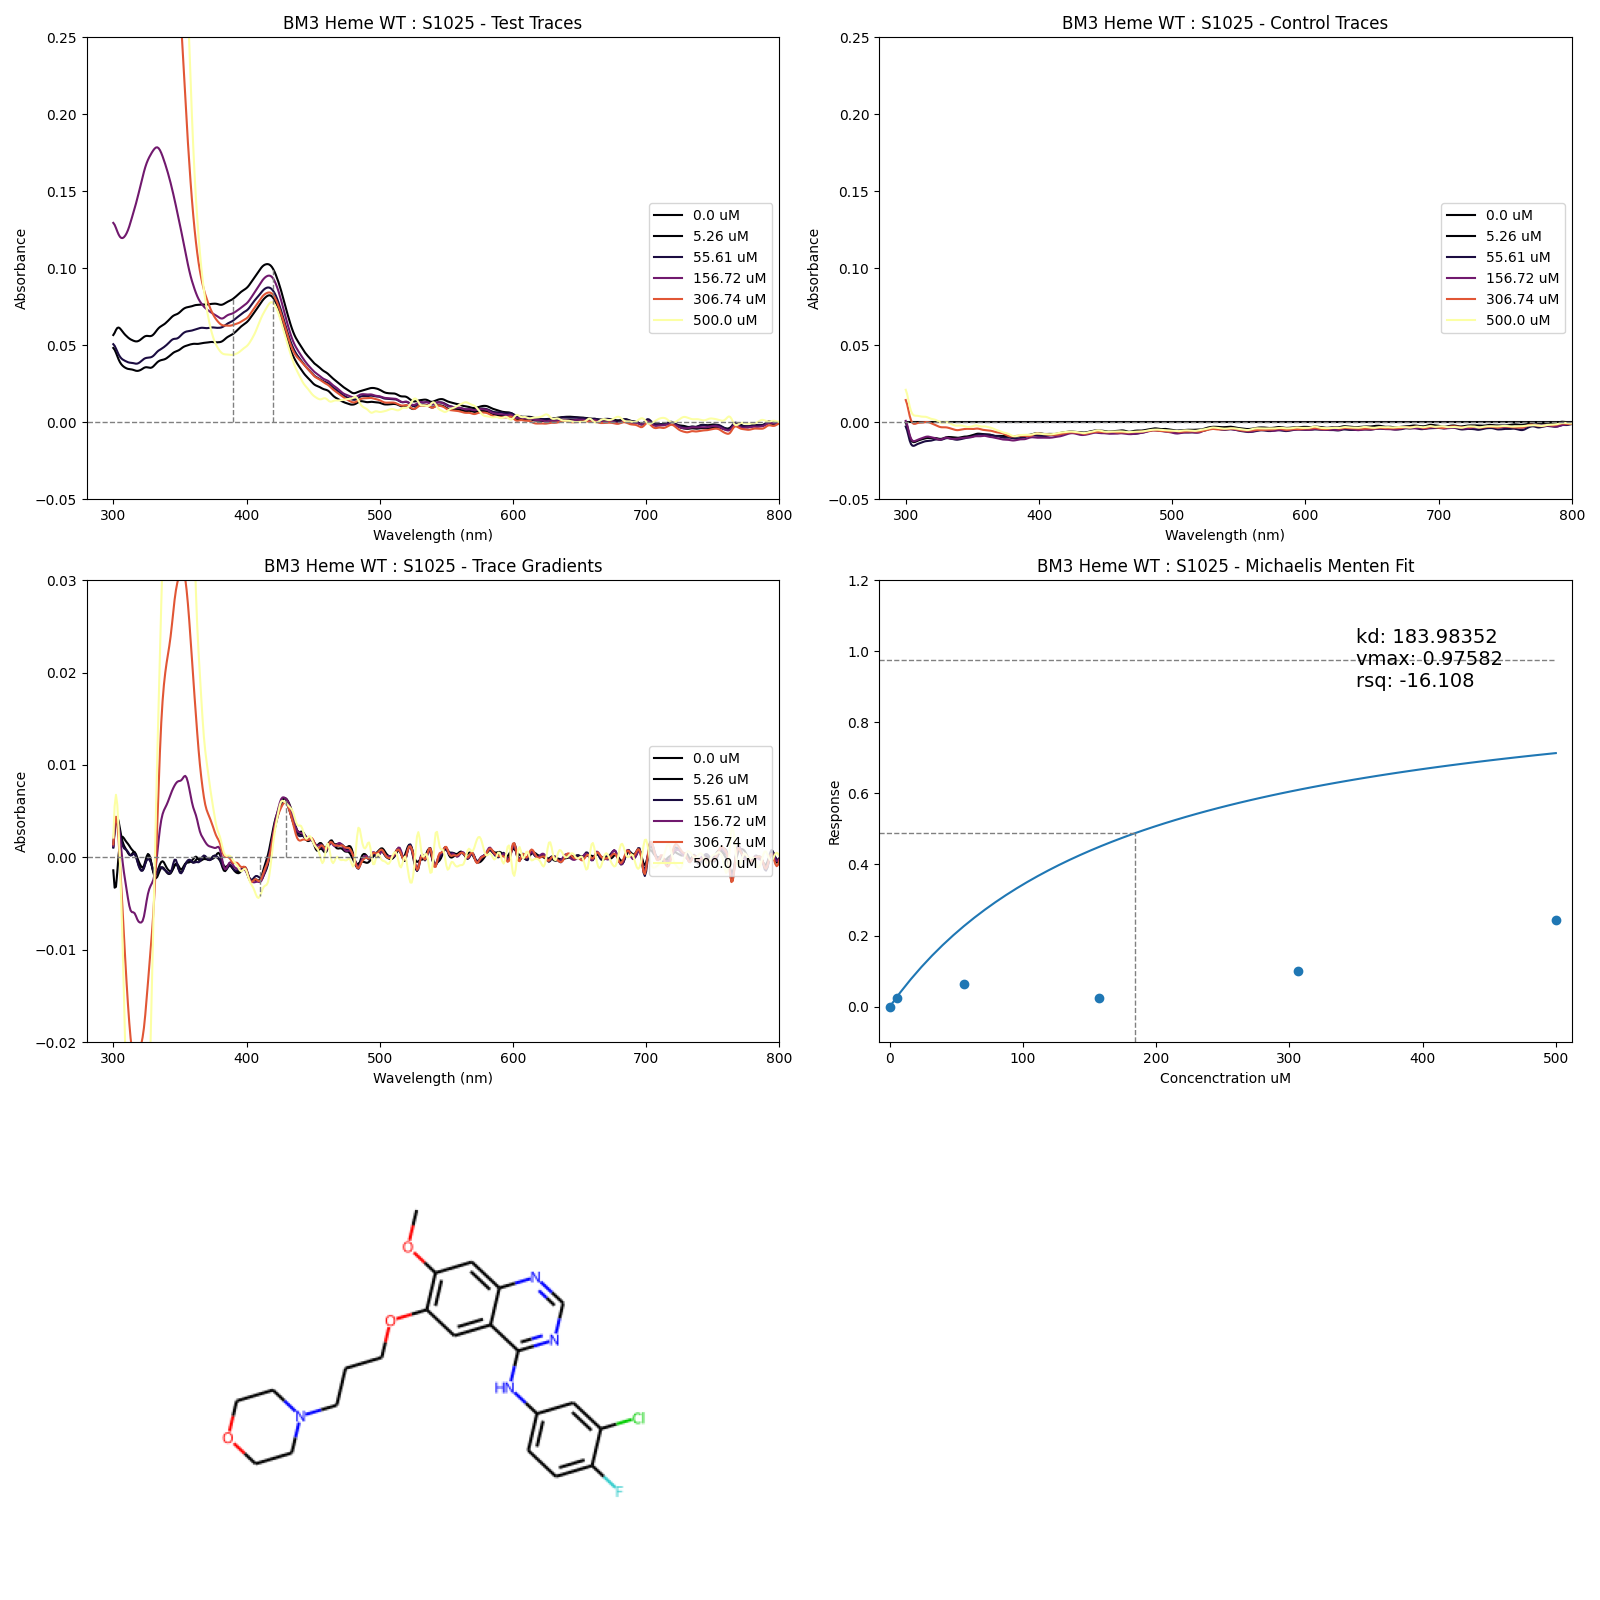 BM3 Heme WT : S1025 - Test Traces
0.25
0.20
0.15
0.10
0.05
0.00
−0.05
Absorbance
300
400
500
600
700
800
Wavelength (nm)
0.0 uM
5.26 uM
55.61 uM
156.72 uM
306.74 uM
500.0 uM
BM3 Heme WT : S1025 - Control Traces
0.25
0.20
0.15
0.10
0.05
0.00
−0.05
Absorbance
300
400
500
600
700
800
Wavelength (nm)
0.0 uM
5.26 uM
55.61 uM
156.72 uM
306.74 uM
500.0 uM
BM3 Heme WT : S1025 - Trace Gradients
0.03
0.02
0.01
0.00
−0.01
−0.02
Absorbance
300
400
500
600
700
800
Wavelength (nm)
0.0 uM
5.26 uM
55.61 uM
156.72 uM
306.74 uM
500.0 uM
BM3 Heme WT : S1025 - Michaelis Menten Fit
1.2
1.0
0.8
0.6
0.4
0.2
0.0
Response
0
100
200
300
400
500
Concenctration uM
kd: 183.98352
vmax: 0.97582
rsq: -16.108
O
N
O
N
HN
Cl
N
O
F